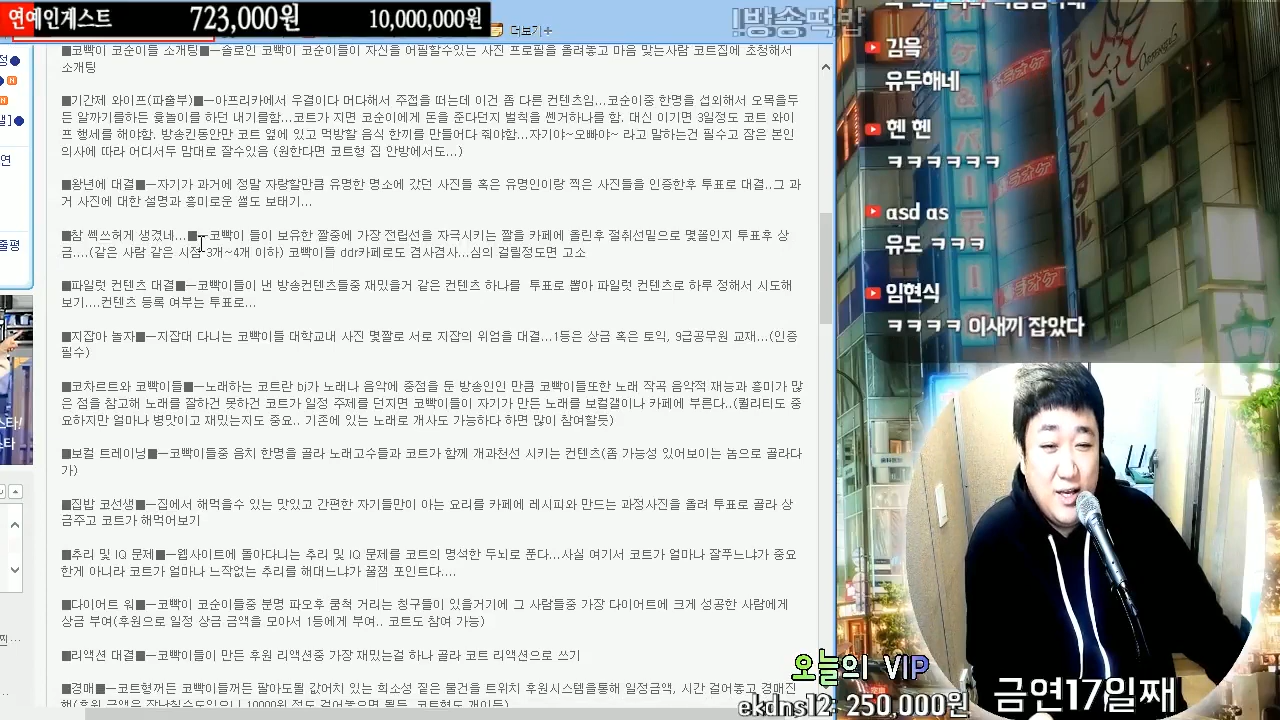 연예인게스트 723,000원 10,000,000원
더보기+
!방송떡밥
■코빡이 코순이들 소개팅■—솔로인 코빡이 코순이들이 자신을 어필할수있는 사진 프로필을 올려놓고 마음 맞는사람 코트집에 초청해서
소개팅
■기간제 와이프(파출부)■—아프리카에서 우결이다 머다해서 주접을 떠는데 이건 좀 다른 컨텐츠임...코순이중 한명을 섭외해서 오목을두
든 알까기를하든 윷놀이를 하던 내기를함...코트가 지면 코순이에게 돈을 준다던지 벌칙을 쎈거하나를 함. 대신 이기면 3일정도 코트 와이
프 행세를 해야함. 방송킨동안만 코트 옆에 앉고 먹방할 음식한끼를 만들어다 줘야함...자기야~오빠야~ 라고 답하는건 필수고 잠은 본인
의사에 따라 어디서두 맘대로 잘수있음 (원한다면 코트형 집 안방에서도...)
■왕년에 대결■—자기가 과거에 정말 자랑할만큼 유명한 명소에 갔던 사진들 혹은 유명인이랑 찍은 사진들을 인증한후 투표로 대결..그 과
거 사진에 대한 설명과 흥미로운 썰도 보태기...
■참 쎅쓰허게 생겼네...■—코빡이들이 보유한 짤중에 가장 전립선을 자극시키는 짤을 카페에 올린후 절취선밑으로 몇꼴인지 투표후 상
금....(같은 사람 같은 사진 3~4개 이상) 코빡이들 ddr카페로도 겸사겸사...심의 걸릴정도면 고소
■파일럿 컨텐츠 대결■—코빡이들이 낸 방송컨텐츠들중 재밌을거 같은 컨텐츠 하나를 투표로 뽑아 파일럿 컨텐츠로 하루 정해서 시도해
보기....컨텐츠 등록 여부는 투표로...
■지잡아 놀자■—지잡대 다니는 코빡이들 대학교내 사진 및짤로 서로 지잡의 위엄을 대결...1등은 상금 혹은 토익, 9급공무원 교재...(인증
필수)
■코차르트와 코빡이들■—노래하는 코트란 bj가 노래나 음악에 중점을 둔 방송인인 만큼 코빡이들또한 노래 작곡 음악적 재능과 흥미가 많
은 점을 참고해 노래를 잘하건 못하건 코트가 일정 주제를 던지면 코빡이들이 자기가 만든 노래를 보컬갤이나 카페에 부른다..(퀄리티도 중
요하지만 얼마나 병맛이고재밌는지도 중요.. 기존에 있는 노래로 개사도 가능하다 하면 많이 참여할듯)
■보컬 트레이닝■—코빡이들중 음치 한명을 골라 노래하수들과 코트가 함께 개과천선 시키는 컨텐츠(좀 가능성 있어보이는 놈으로 골라다
가)
■집밥 코선생■—집에서 해먹을수 있는 맛있고 간편한 음식 자기들만이 아는 요리를 카페에 레시피와 만드는 과정사진을 올려 투표로 골라 상
금주고 코트가 해먹어보기
■추리 및 IQ 문제■—웹사이트에 돌아다니는 추리 및 IQ 문제를 코트의 명석한 두뇌로 푼다...사실 여기서 코트가 얼마나 잘푸느냐가 중요
한게 아니라 코트가 얼마나 느작없는 추리를 해대느냐가 꿀잼 포인트다...
■다이어트 워■—코빡이 코순이들중 분명 파오후 쿰척 거리는 칭구들이 있을거기에 그 사람들중 가장 다이어트에 크게 성공한 사람에게
상금 부여(후원으로 일정 상금 금액을 모아서 1등에게 부여.. 코트도 참여 가능)
■리액션 대결■—코빡이들이 만든 후원 리액션중 가장 재밌는걸 하나 골라 코트 리액션으로 쓰기
■경매■—코트형이나 코빡이들꺼든 팔아도될 값어치 있는 희소성 짙은 물건을 트위치 후원시스템을통해 일정금액, 시간 걸어놓고 경매진
김윽
유두해네
헨 헨
ㅋㅋㅋㅋㅋㅋ
asd as
유도 ㅋㅋㅋ
임현식
ㅋㅋㅋㅋ 이새끼 잡았다
오늘의 VIP
ekdns12: 250,000원
금연17일째